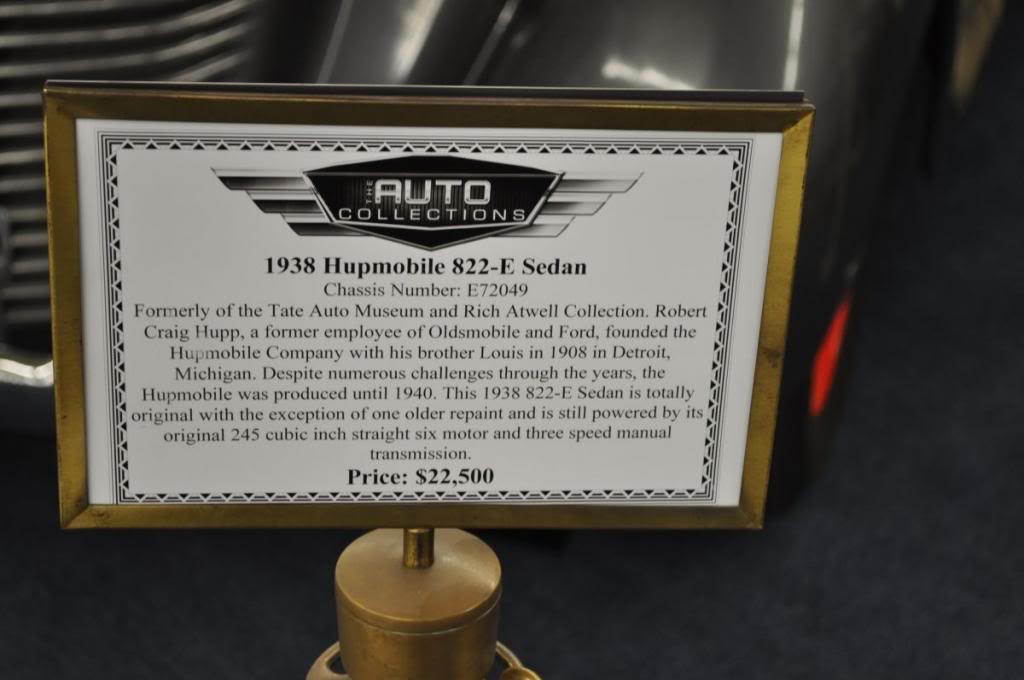 THE AUTO
COLLECTIONS
1938 Hupmobile 822-E Sedan
Chassis Number: E72049
Formerly of the Tate Auto Museum and Rich Atwell Collection. Robert
Craig Hupp, a former employee of Oldsmobile and Ford, founded the
Hupmobile Company with his brother Louis in 1908 in Detroit,
Michigan. Despite numerous challenges through the years, the
Hupmobile was produced until 1940. This 1938 822-E Sedan is totally
original with the exception of one older repaint and is still powered by its
original 245 cubic inch straight six motor and three speed manual
transmission.
Price: $22,500